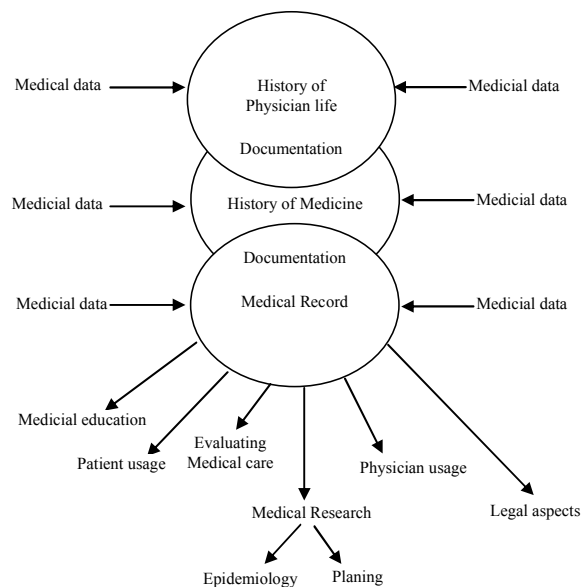 Medical data
History of
Physician life
Medicial data
Documentation
Medicial data
History of Medicine
Medicial data
Documentation
Medicial data
Medical Record
Medicial data
Medicial education
Patient usage
Evaluating
Medical care
Physician usage
Legal aspects
Medical Research
Epidemiology
Planing